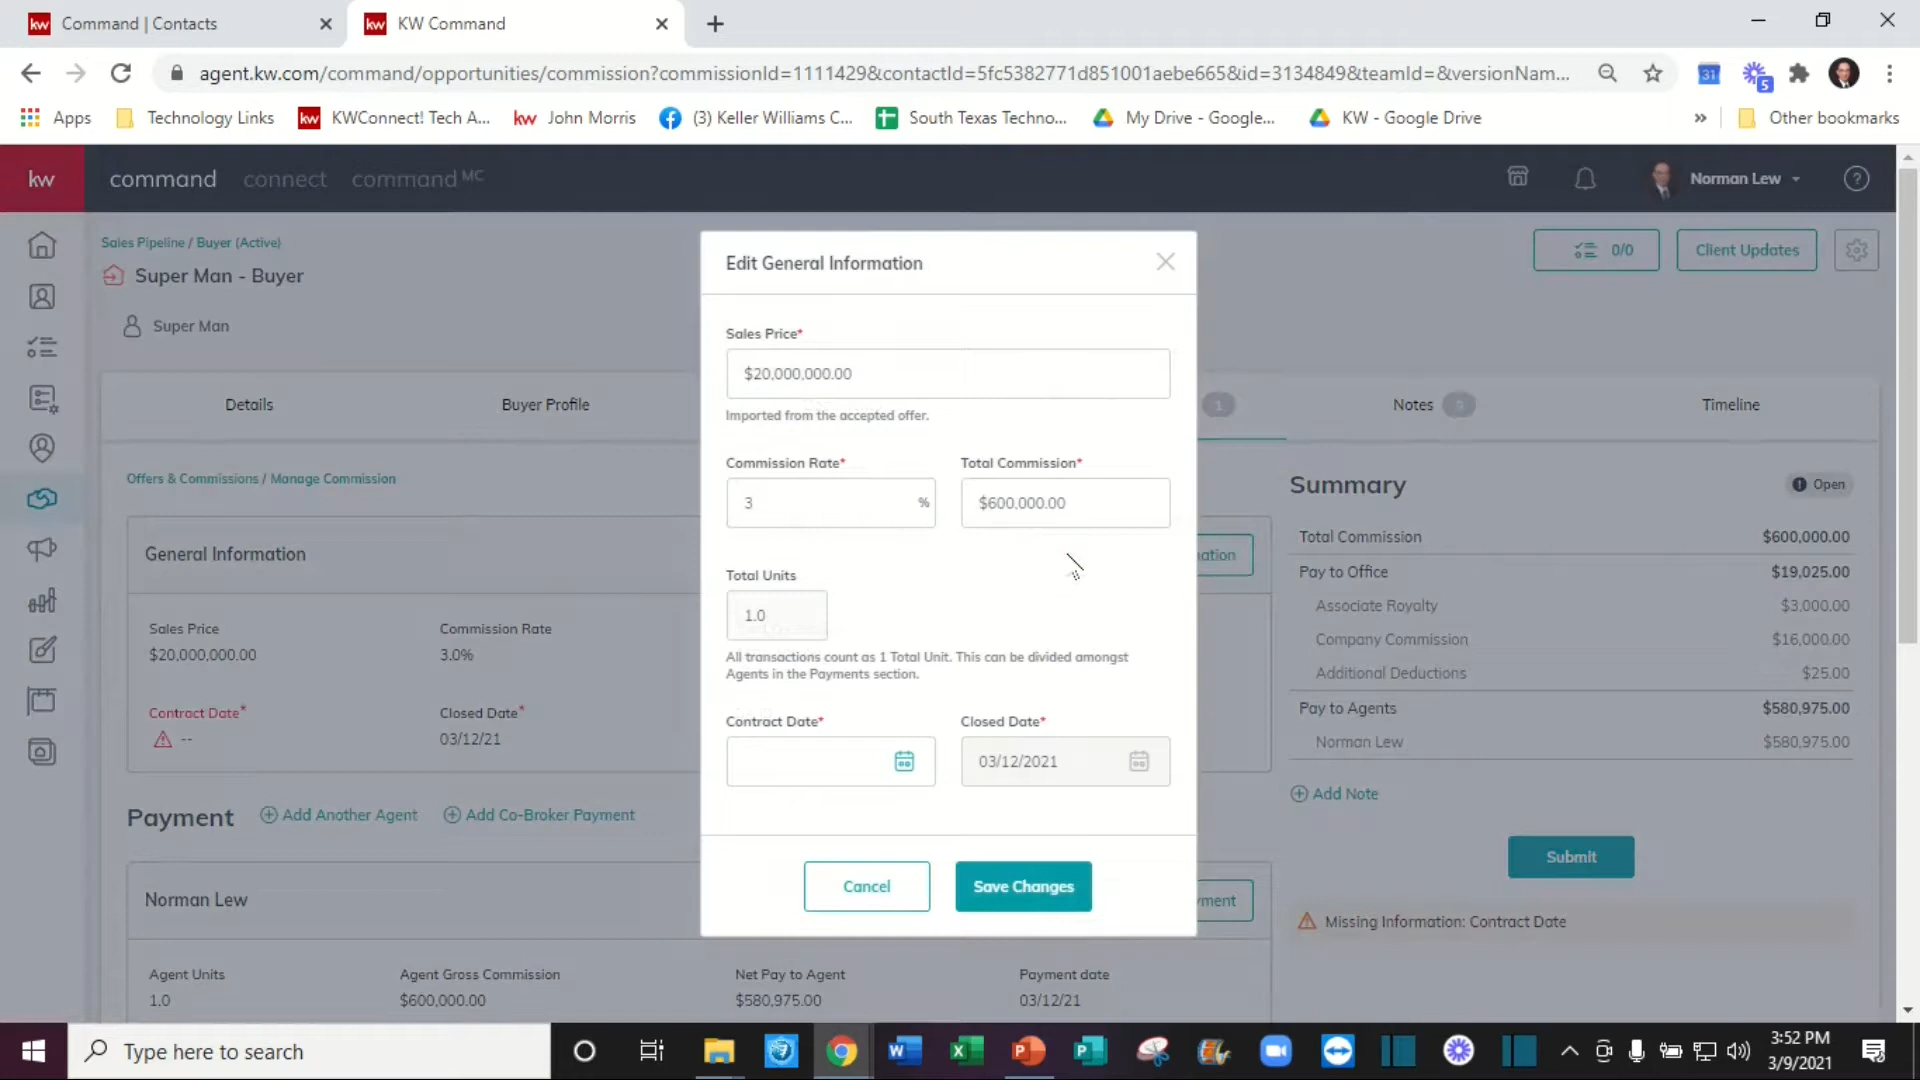 kw Command | Contacts
kw KW Command
agent.kw.com/command/opportunities/commission?commissionId=1111429&contactId=5fc5382771d851001aebe665&id=3134849&teamId=&versionNam...
31
5
Apps
Technology Links
kw KWConnect! Tech A...
kw John Morris
(3) Keller Williams C...
South Texas Techno...
My Drive - Google...
KW - Google Drive
»
Other bookmarks
kw
command
connect
command MC
Norman Lew
?
Sales Pipeline / Buyer (Active)
Super Man - Buyer
Super Man
0/0
Client Updates
Details
Buyer Profile
1
Notes
Timeline
Offers & Commissions / Manage Commission
General Information
ation
Sales Price
$20,000,000.00
Commission Rate
3.0%
Contract Date*
--
Closed Date*
03/12/21
Payment
Add Another Agent
Add Co-Broker Payment
Norman Lew
yment
Agent Units
1.0
Agent Gross Commission
$600,000.00
Net Pay to Agent
$580,975.00
Payment date
03/12/21
Edit General Information
Sales Price*
$20,000,000.00
Imported from the accepted offer.
Commission Rate*
3 %
Total Commission*
$600,000.00
Total Units
1.0
All transactions count as 1 Total Unit. This can be divided amongst
Agents in the Payments section.
Contract Date*
Closed Date*
03/12/2021
Cancel
Save Changes
Summary
Open
Total Commission $600,000.00
Pay to Office $19,025.00
Associate Royalty $3,000.00
Company Commission $16,000.00
Additional Deductions $25.00
Pay to Agents $580,975.00
Norman Lew $580,975.00
Add Note
Submit
Missing Information: Contract Date
Type here to search
3:52 PM
3/9/2021